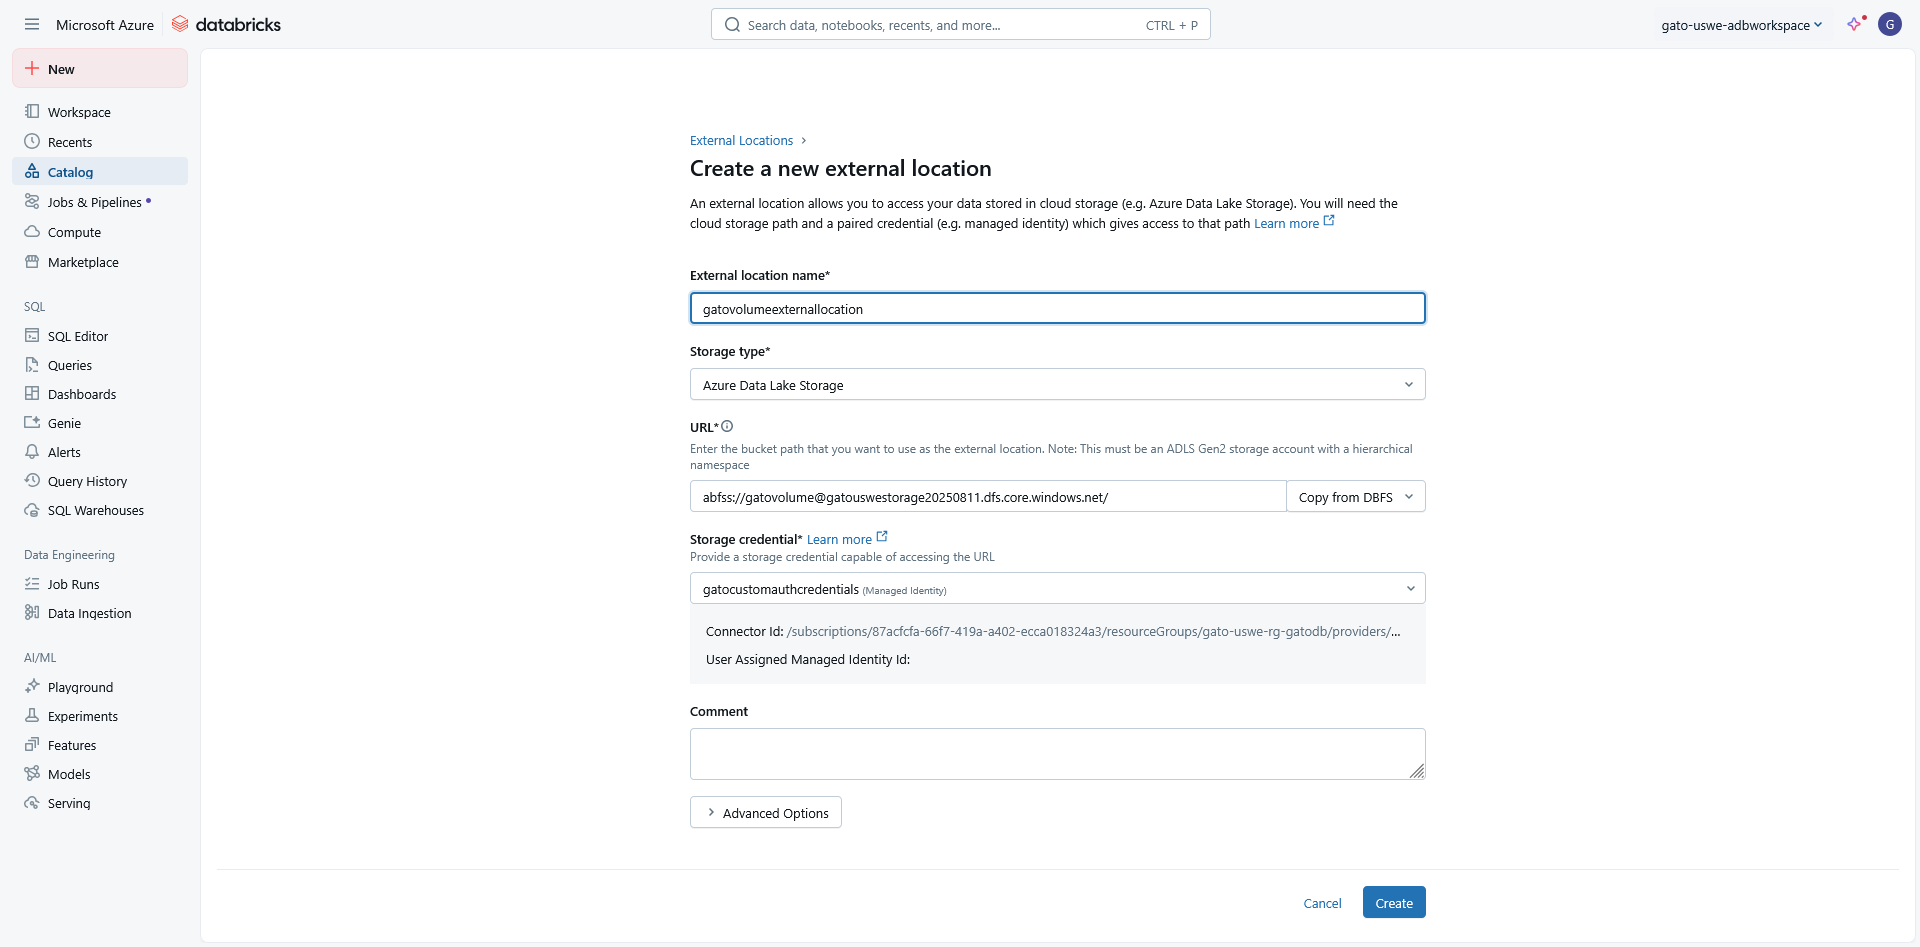 Microsoft Azure
databricks
Search data, notebooks, recents, and more...
CTRL + P
gato-uswe-adbworkspace
G
New
Workspace
Recents
Catalog
Jobs & Pipelines
Compute
Marketplace
SQL
SQL Editor
Queries
Dashboards
Genie
Alerts
Query History
SQL Warehouses
Data Engineering
Job Runs
Data Ingestion
AI/ML
Playground
Experiments
Features
Models
Serving
External Locations
Create a new external location
An external location allows you to access your data stored in cloud storage (e.g. Azure Data Lake Storage). You will need the
cloud storage path and a paired credential (e.g. managed identity) which gives access to that path Learn more
External location name*
gatovolumeexternallocation
Storage type*
Azure Data Lake Storage
URL*
Enter the bucket path that you want to use as the external location. Note: This must be an ADLS Gen2 storage account with a hierarchical
namespace
abfss://gatovolume@gatouswestorage20250811.dfs.core.windows.net/
Copy from DBFS
Storage credential* Learn more
Provide a storage credential capable of accessing the URL
gatocustomauthcredentials (Managed Identity)
Connector Id: /subscriptions/87acfcfa-66f7-419a-a402-ecca018324a3/resourceGroups/gato-uswe-rg-gatodb/providers/...
User Assigned Managed Identity Id:
Comment
Advanced Options
Cancel
Create